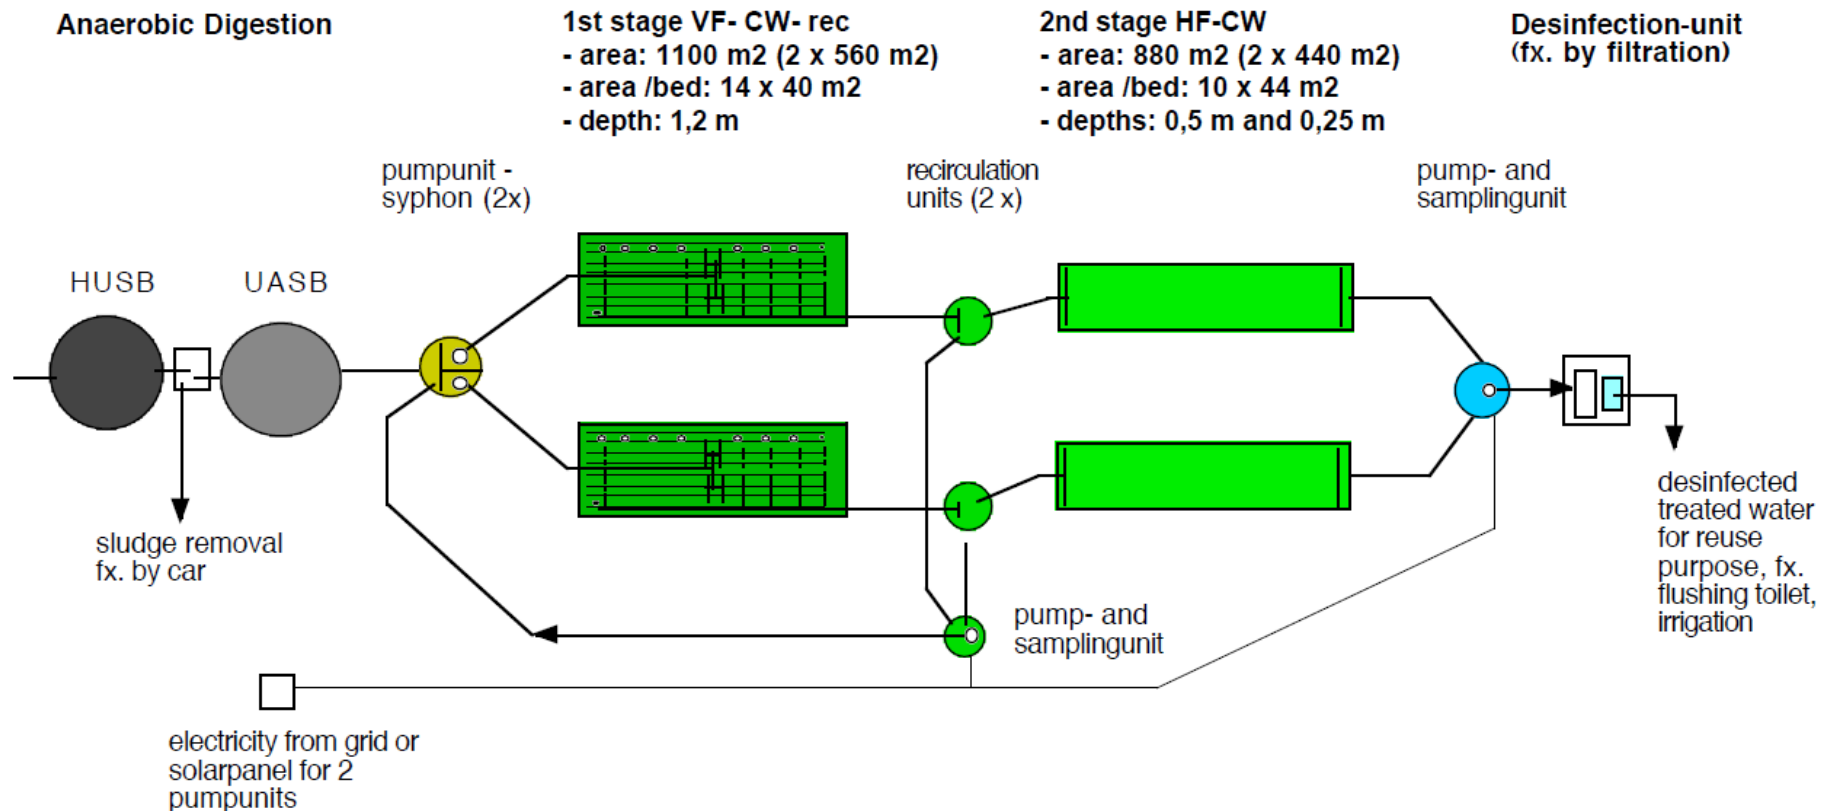 Anaerobic Digestion
1st stage VF- CW- rec
- area: 1100 m2 (2 x 560 m2)
- area /bed: 14 x 40 m2
- depth: 1,2 m
2nd stage HF-CW
- area: 880 m2 (2 x 440 m2)
- area /bed: 10 x 44 m2
- depths: 0,5 m and 0,25 m
Desinfection-unit
(fx. by filtration)
pumpunit -
syphon (2x)
recirculation
units (2 x)
pump- and
samplingunit
HUSB
UASB
sludge removal
fx. by car
pump- and
samplingunit
desinfected
treated water
for reuse
purpose, fx.
flushing toilet,
irrigation
electricity from grid or
solarpanel for 2
pumpunits